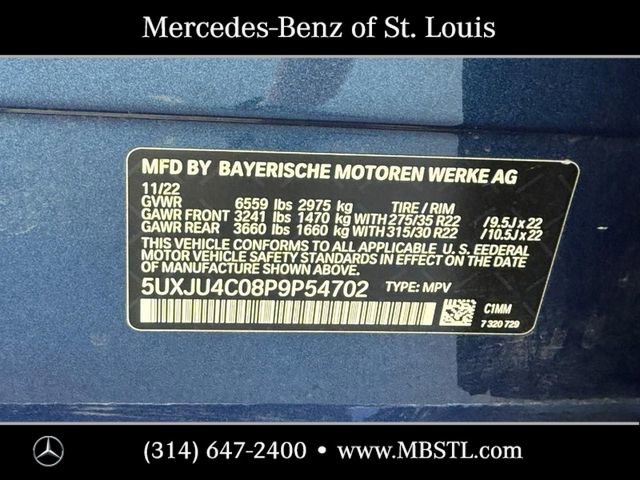 Mercedes-Benz of St. Louis
MFD BY BAYERISCHE MOTOREN WERKE AG
11/22
GVWR 6559 lbs 2975 kg TIRE / RIM
GAWR FRONT 3241 lbs 1470 kg WITH 275/35 R22 /9.5J x 22
GAWR REAR 3660 lbs 1660 kg WITH 315/30 R22 /10.5J x 22
THIS VEHICLE CONFORMS TO ALL APPLICABLE U. S. FEDERAL
MOTOR VEHICLE SAFETY STANDARDS IN EFFECT ON THE
DATE OF MANUFACTURE SHOWN ABOVE.
5UXJU4C08P9P54702 TYPE: MPV
C1MM
7 320 729
(314) 647-2400 • www.MBSTL.com